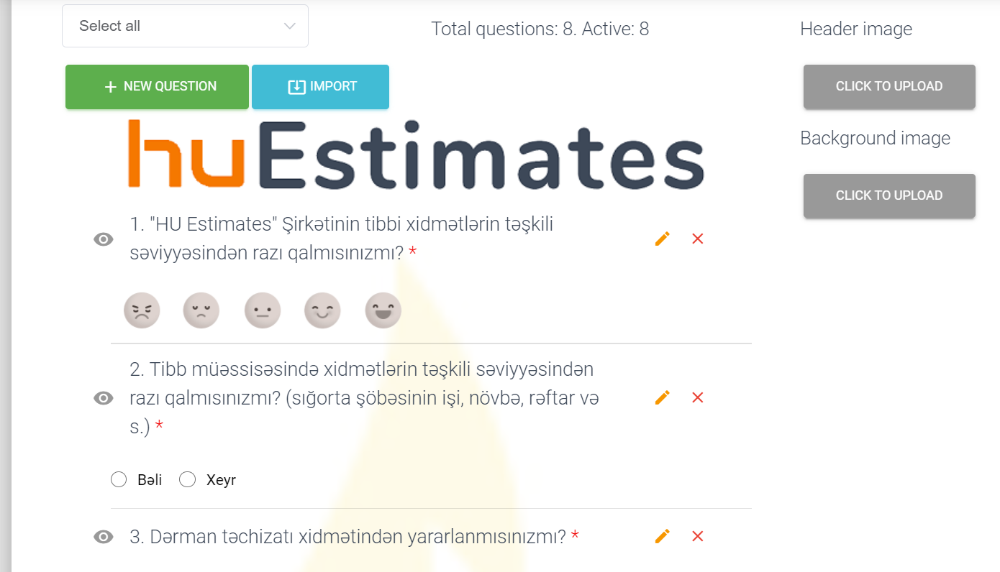 Select all
Total questions: 8. Active: 8
Header image
NEW QUESTION
IMPORT
CLICK TO UPLOAD
huEstimates
Background image
CLICK TO UPLOAD
1. "HU Estimates" Şirkətinin tibbi xidmətlərin təşkili
səviyyəsindən razı qalmısınızmı? *
2. Tibb müəssisəsində xidmətlərin təşkili səviyyəsindən
razı qalmısınızmı? (sığorta şöbəsinin işi, növbə, rəftar və
s.) *
Bəli
Xeyr
3. Dərman təchizatı xidmətindən yararlanmısınızmı? *